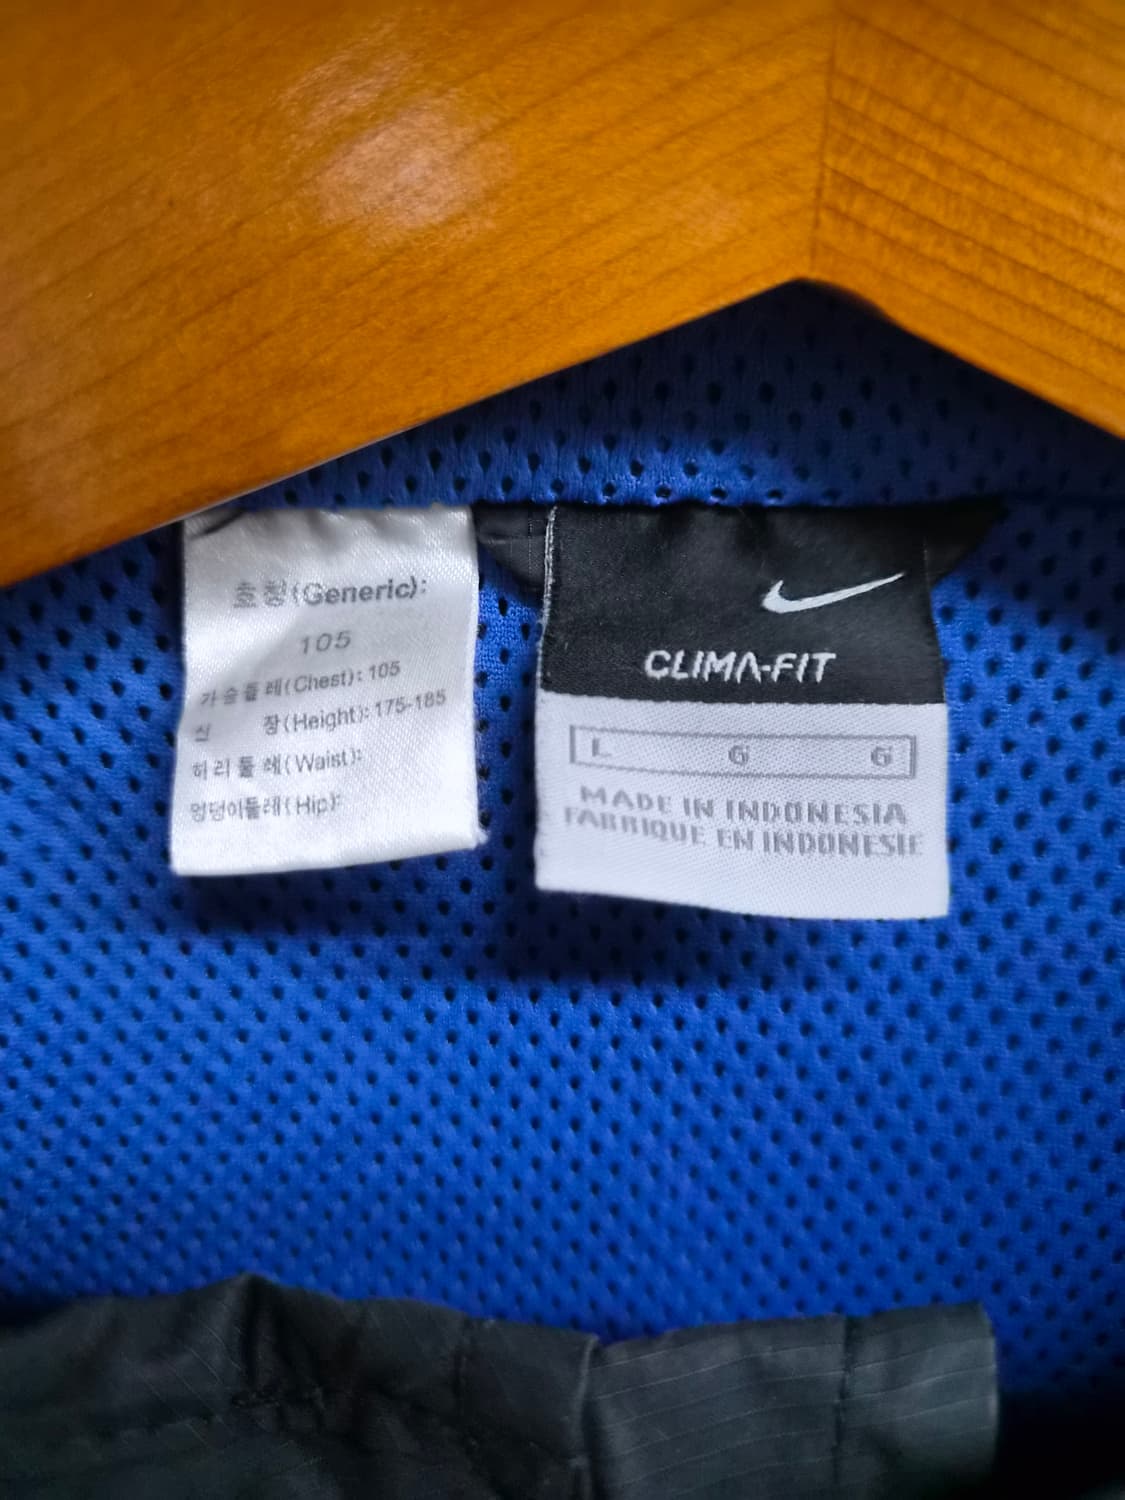 호칭(Generic):
105
가슴둘레(Chest): 105
신 장(Height): 175-185
허리둘레(Waist):
엉덩이둘레(Hip):
CLIMA-FIT
L G G
MADE IN INDONESIA
FABRIQUE EN INDONESIE